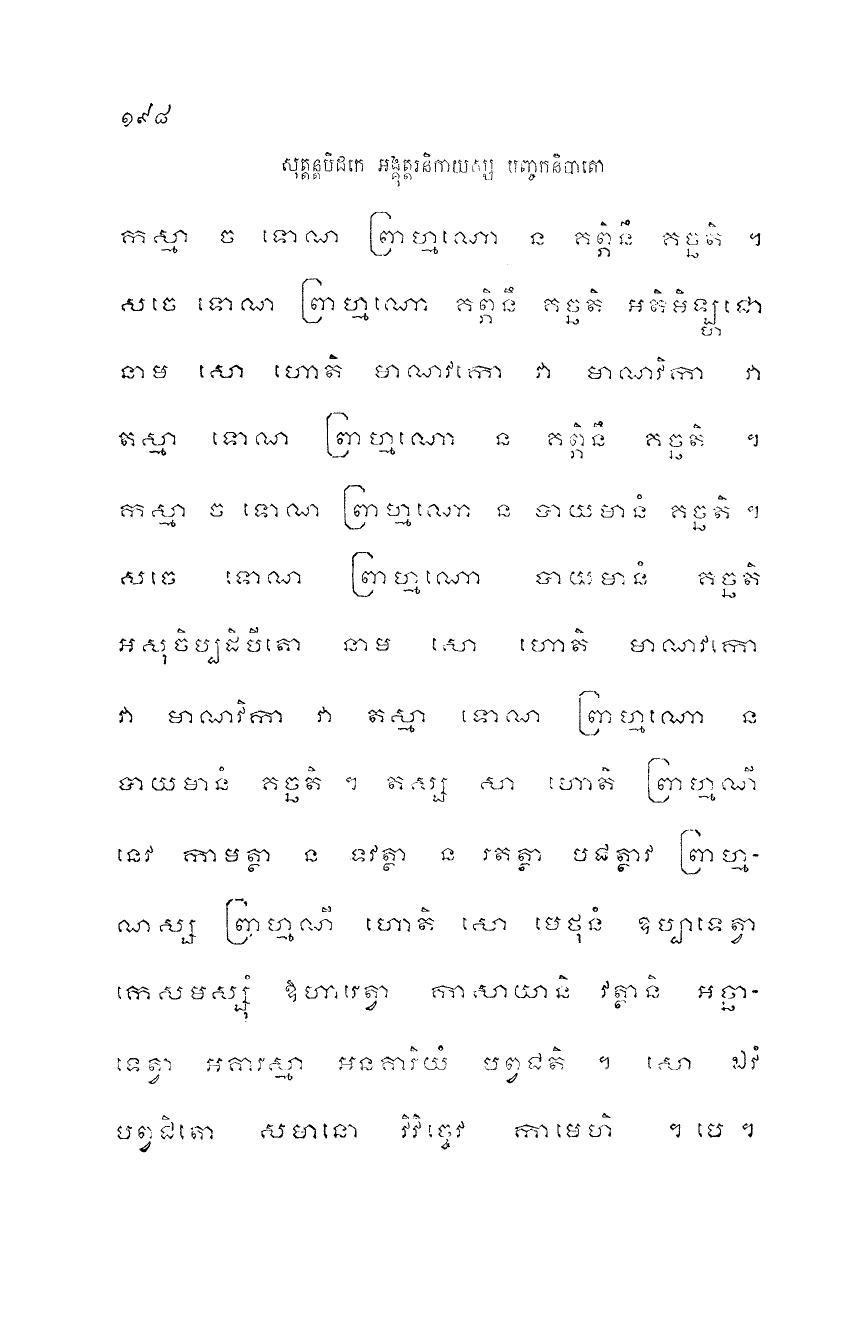 ១៩៨
សុត្តន្តបិដកេ អង្គុត្តរនិកាយស្ស បញ្ចកនិបាតោ
កស្មា ច ទោណ ព្រាហ្មណោ ន គព្ភិនឹ គច្ឆតិ ។
សចេ ទោណ ព្រាហ្មណោ គព្ភិនឹ គច្ឆតិ អតិមិឡ្ហជោ
នាម សោ ហោតិ មាណវកោ វា មាណវិកា វា
តស្មា ទោណ ព្រាហ្មណោ ន គព្ភិនឹ គច្ឆតិ ។
កស្មា ច ទោណ ព្រាហ្មណោ ន បាយមានំ គច្ឆតិ ។
សចេ ទោណ ព្រាហ្មណោ បាយមានំ គច្ឆតិ
អសុចិប្បដិបីតោ នាម សោ ហោតិ មាណវកោ
វា មាណវិកា វា តស្មា ទោណ ព្រាហ្មណោ ន
បាយមានំ គច្ឆតិ ។ តស្ស សា ហោតិ ព្រាហ្មណី
នេវ កាមត្ថា ន ទវត្ថា ន រតត្ថា បជត្ថាវ ព្រាហ្ម-
ណស្ស ព្រាហ្មណី ហោតិ សោ មេថុនំ ឧប្បាទេត្វា
កេសមស្សុំ ឱហារេត្វា កាសាយានិ វត្ថានិ អច្ឆា-
ទេត្វា អគារស្មា អនគារិយំ បព្វជតិ ។ សោ ឯវំ
បព្វជិតោ សមានោ វិវិច្ចេវ កាមេហិ ។ បេ ។